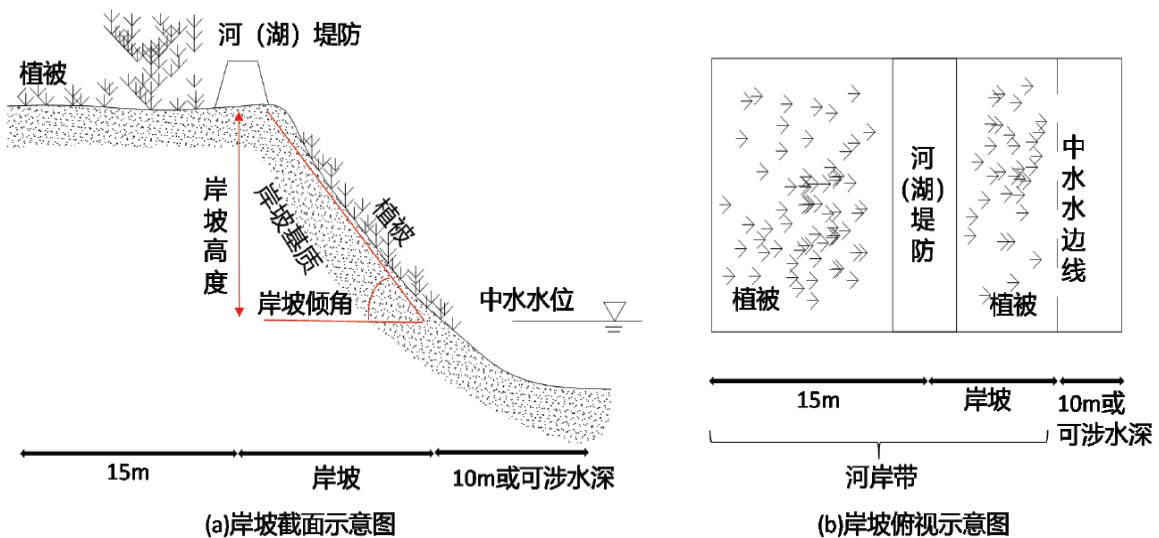 河（湖）堤防
植被
岸坡高度
岸坡基质
植被
岸坡倾角
中水水位
15m
岸坡
10m或可涉水深
(a)岸坡截面示意图
植被
河(湖)堤防
植被
中水水边线
15m
岸坡
10m或
可涉水深
河岸带
(b)岸坡俯视示意图